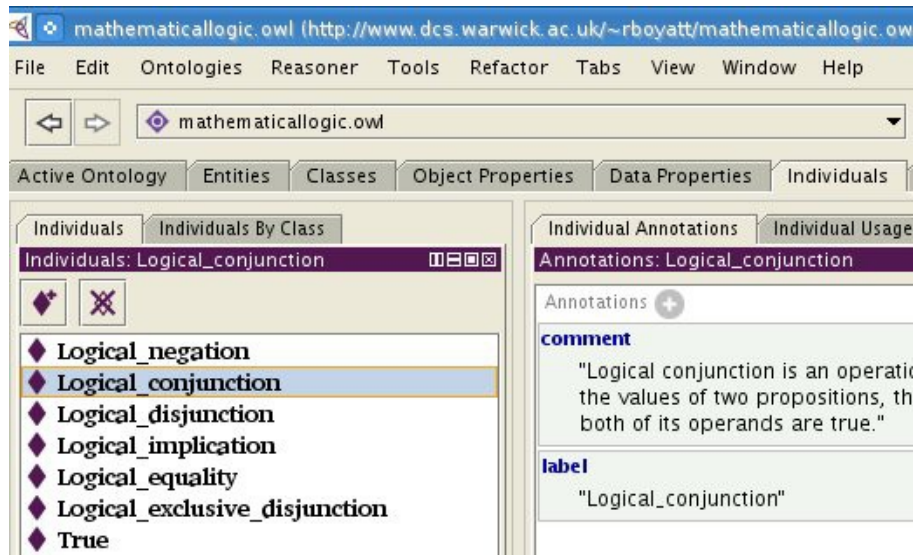 mathematicallogic.owl (http://www.dcs.warwick.ac.uk/~rboyatt/mathematicallogic.ow
File Edit Ontologies Reasoner Tools Refactor Tabs View Window Help
mathematicallogic.owl
Active Ontology Entities Classes Object Properties Data Properties Individuals
Individuals Individuals By Class
Individuals: Logical_conjunction
Logical_negation
Logical_conjunction
Logical_disjunction
Logical_implication
Logical_equality
Logical_exclusive_disjunction
True
Individual Annotations Individual Usage
Annotations: Logical_conjunction
Annotations
comment
"Logical conjunction is an operatio
the values of two propositions, th
both of its operands are true."
label
"Logical_conjunction"